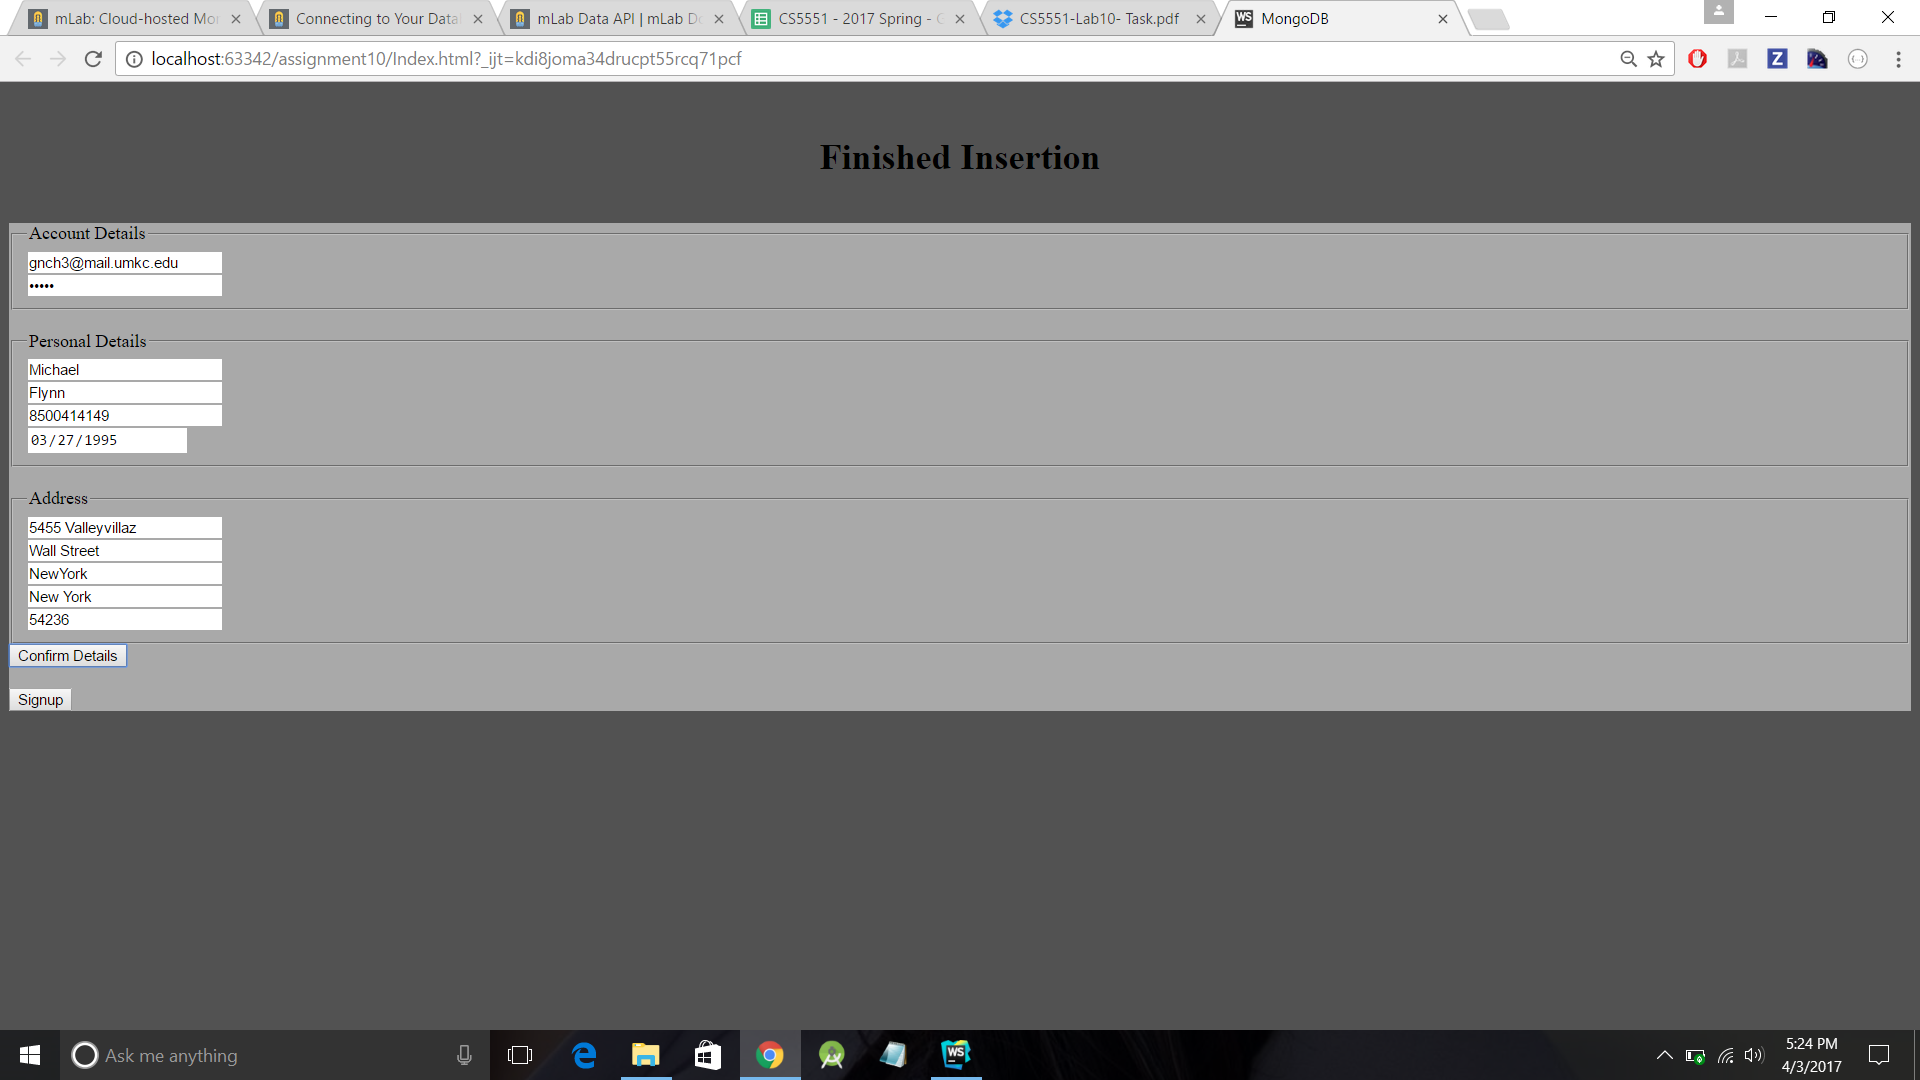 mLab: Cloud-hosted Mo
Connecting to Your Data
mLab Data API | mLab D
CS5551 - 2017 Spring -
CS5551-Lab10- Task.pdf
WS MongoDB
localhost:63342/assignment10/Index.html?_ijt=kdi8joma34drucpt55rcq71pcf
Z
Finished Insertion
Account Details
gnch3@mail.umkc.edu
•••••
Personal Details
Michael
Flynn
8500414149
03/27/1995
Address
5455 Valleyvillaz
Wall Street
NewYork
New York
54236
Confirm Details
Signup
Ask me anything
WS
5:24 PM
4/3/2017